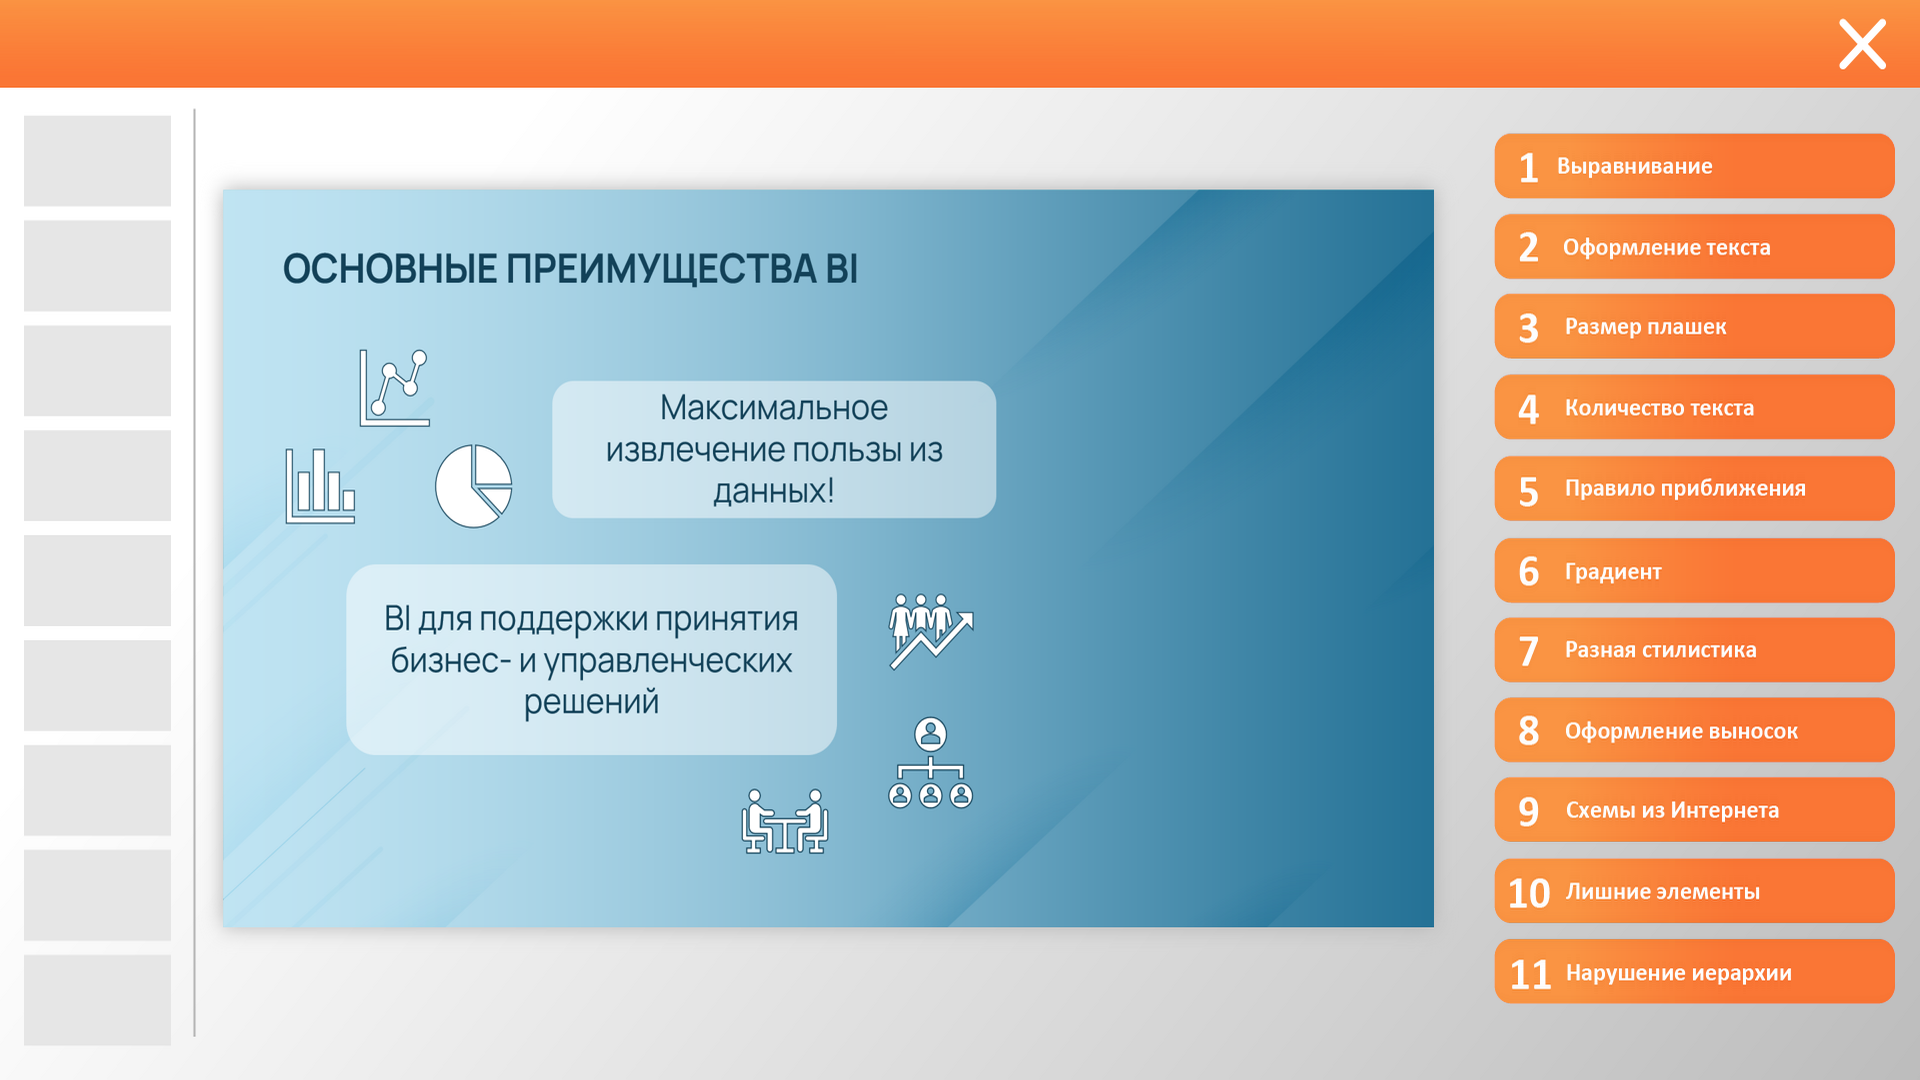 ОСНОВНЫЕ ПРЕИМУЩЕСТВА BI
Максимальное
извлечение пользы из
данных!
BI для поддержки принятия
бизнес- и управленческих
решений
1 Выравнивание
2 Оформление текста
3 Размер плашек
4 Количество текста
5 Правило приближения
6 Градиент
7 Разная стилистика
8 Оформление выносок
9 Схемы из Интернета
10 Лишние элементы
11 Нарушение иерархии